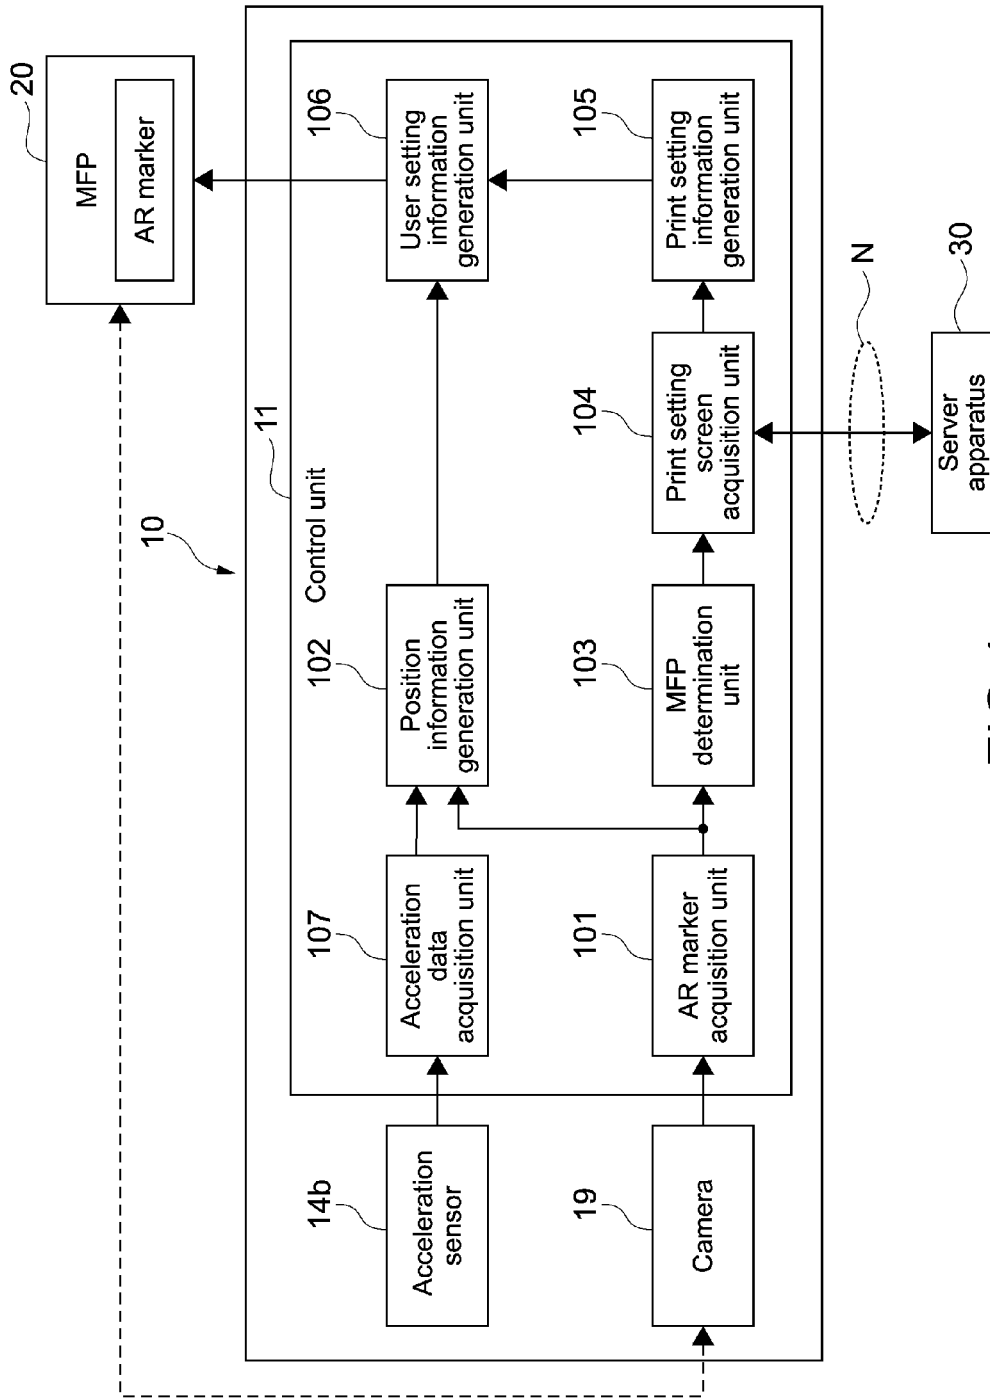 20
MFP
AR marker
10
11
Control unit
14b
Acceleration
sensor
107
Acceleration
data
acquisition unit
102
Position
information
generation unit
106
User setting
information
generation unit
19
Camera
101
AR marker
acquisition unit
103
MFP
determination
unit
104
Print setting
screen
acquisition unit
105
Print setting
information
generation unit
N
30
Server
apparatus